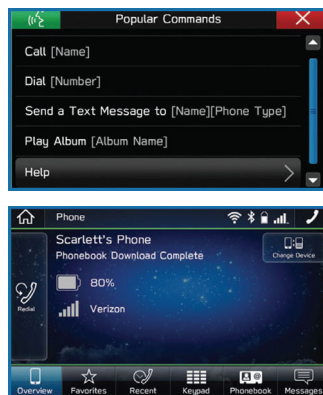 Popular Commands
Call [Name]
Dial [Number]
Send a Text Message to [Name][Phone Type]
Play Album [Album Name]
Help
Phone
Scarlett's Phone
Phonebook Download Complete
Change Device
80%
Redial
Verizon
Overview Favorites Recent Keypad Phonebook Messages